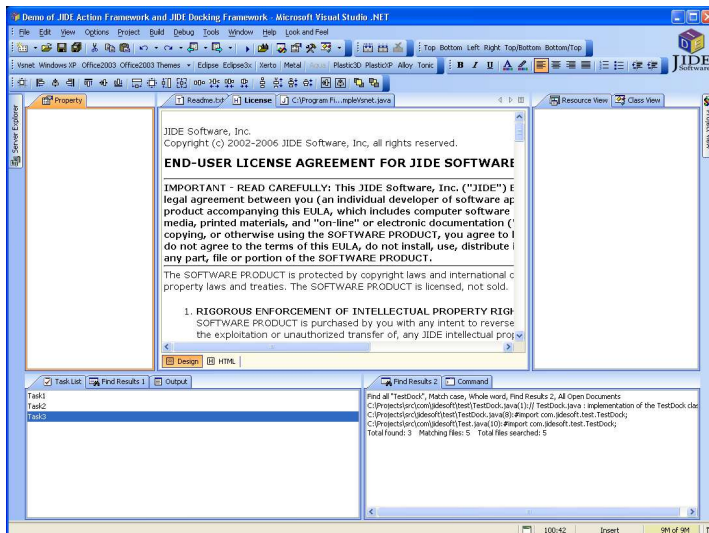 Demo of JIDE Action Framework and JIDE Docking Framework - Microsoft Visual Studio .NET
File Edit View Options Project Build Debug Tools Window Help Look and Feel
Top Bottom Left Right Top/Bottom Bottom/Top
JIDE
Software
Vsnet Windows XP Office2003 Office2003 Themes Eclipse Eclipse3x Xerto Metal Aqua Plastic3D PlasticXP Alloy Tonic B I U A
Server Explorer
Property
Readme.txt License C:\Program Fi...mpleVsnet.java
Resource View Class View
JIDE Software, Inc.
Copyright (c) 2002-2006 JIDE Software, Inc, all rights reserved.
END-USER LICENSE AGREEMENT FOR JIDE SOFTWARE
IMPORTANT - READ CAREFULLY: This JIDE Software, Inc. ("JIDE") E
legal agreement between you (an individual developer of software ap
product accompanying this EULA, which includes computer software
media, printed materials, and "on-line" or electronic documentation ("
copying, or otherwise using the SOFTWARE PRODUCT, you agree to
do not agree to the terms of this EULA, do not install, use, distribute
any part, file or portion of the SOFTWARE PRODUCT.
The SOFTWARE PRODUCT is protected by copyright laws and international c
property laws and treaties. The SOFTWARE PRODUCT is licensed, not sold.
1. RIGOROUS ENFORCEMENT OF INTELLECTUAL PROPERTY RIGH
SOFTWARE PRODUCT is purchased by you with any intent to reverse
the exploitation or unauthorized transfer of, any JIDE intellectual prop
Design HTML
Task List Find Results 1 Output
Task1
Task2
Task3
Find Results 2 Command
Find all "TestDock", Match case, Whole word, Find Results 2, All Open Documents
C:\Projects\src\com\jidesoft\test\TestDock.java(1):// TestDock.java : implementation of the TestDock clas
C:\Projects\src\jidesoft\test\TestDock.java(8):#import com.jidesoft.test.TestDock;
C:\Projects\src\com\jidesoft\Test.java(10):#import com.jidesoft.test.TestDock;
Total found: 3 Matching files: 5 Total files searched: 5
100:42 Insert 9M of 9M